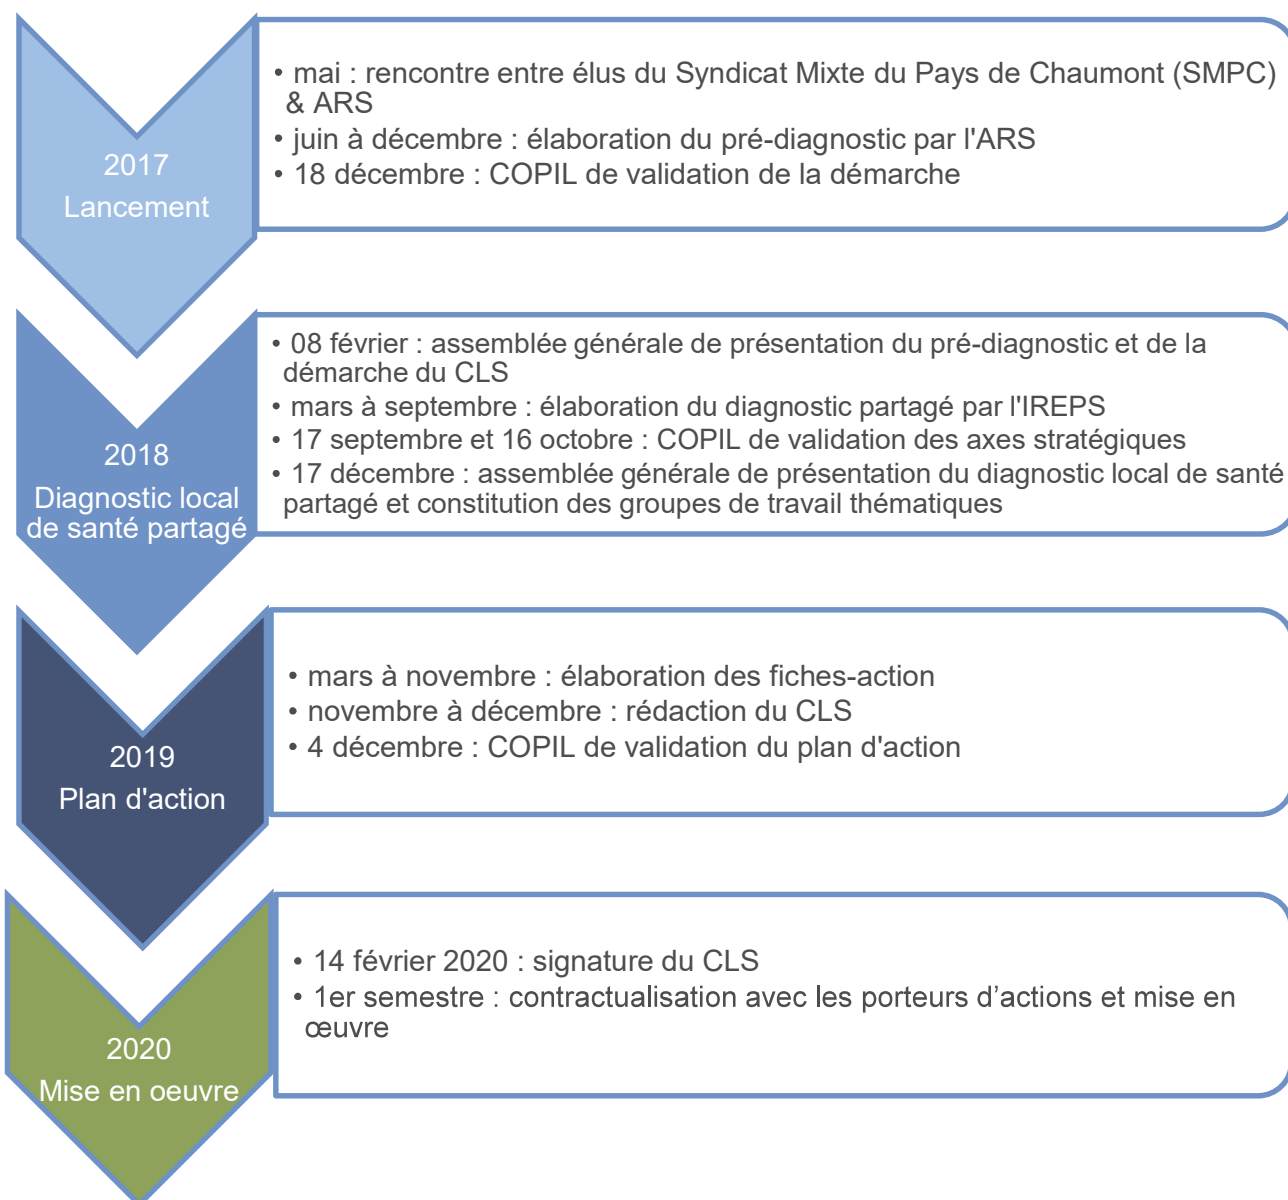 2017
Lancement
• mai : rencontre entre élus du Syndicat Mixte du Pays de Chaumont (SMPC)
& ARS
• juin à décembre : élaboration du pré-diagnostic par l'ARS
• 18 décembre : COPIL de validation de la démarche
2018
Diagnostic local
de santé partagé
• 08 février : assemblée générale de présentation du pré-diagnostic et de la
démarche du CLS
• mars à septembre : élaboration du diagnostic partagé par l'IREPS
• 17 septembre et 16 octobre : COPIL de validation des axes stratégiques
• 17 décembre : assemblée générale de présentation du diagnostic local de santé
partagé et constitution des groupes de travail thématiques
2019
Plan d'action
• mars à novembre : élaboration des fiches-action
• novembre à décembre : rédaction du CLS
• 4 décembre : COPIL de validation du plan d'action
2020
Mise en oeuvre
• 14 février 2020 : signature du CLS
• 1er semestre : contractualisation avec les porteurs d’actions et mise en
œuvre